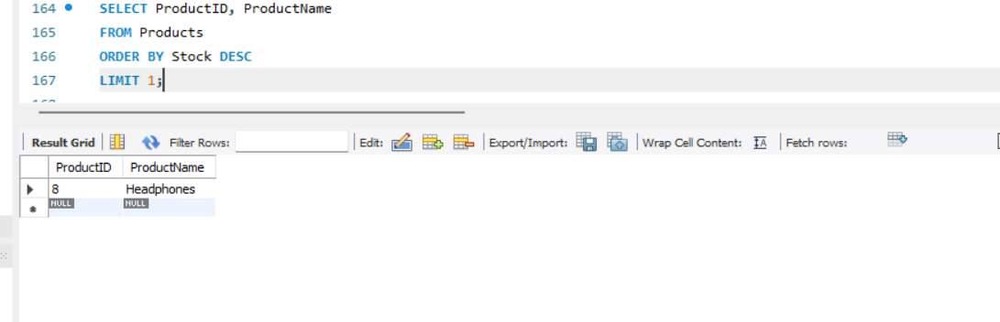 164 SELECT ProductID, ProductName
165 FROM Products
166 ORDER BY Stock DESC
167 LIMIT 1;
Result Grid Filter Rows: Edit: Export/Import: Wrap Cell Content: IA Fetch rows:
ProductID ProductName
8 Headphones
NULL NULL